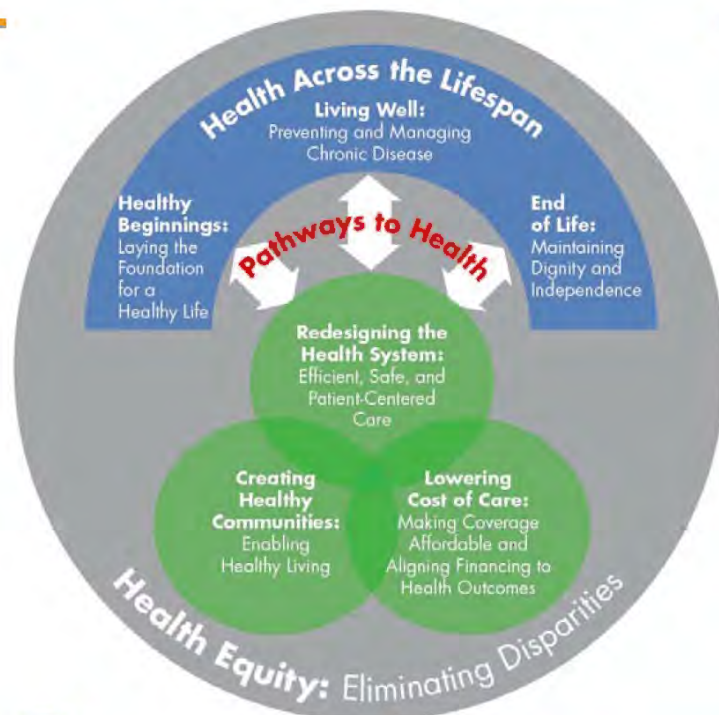 Health Across the Lifespan
Living Well:
Preventing and Managing
Chronic Disease
Healthy
Beginnings:
Laying the
Foundation
for a
Healthy Life
End
of Life:
Maintaining
Dignity and
Independence
Pathways to Health
Redesigning the
Health System:
Efficient, Safe, and
Patient-Centered
Care
Creating
Healthy
Communities:
Enabling
Healthy Living
Lowering
Cost of Care:
Making Coverage
Affordable and
Aligning Financing to
Health Outcomes
Health Equity: Eliminating Disparities